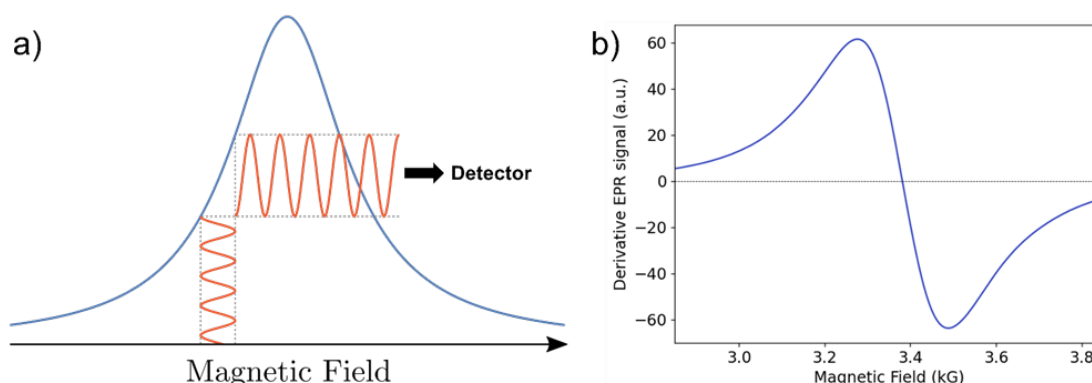 a)
Detector
Magnetic Field
b)
Derivative EPR signal (a.u.)
60
40
20
0
−20
−40
−60
3.0 3.2 3.4 3.6 3.8
Magnetic Field (kG)